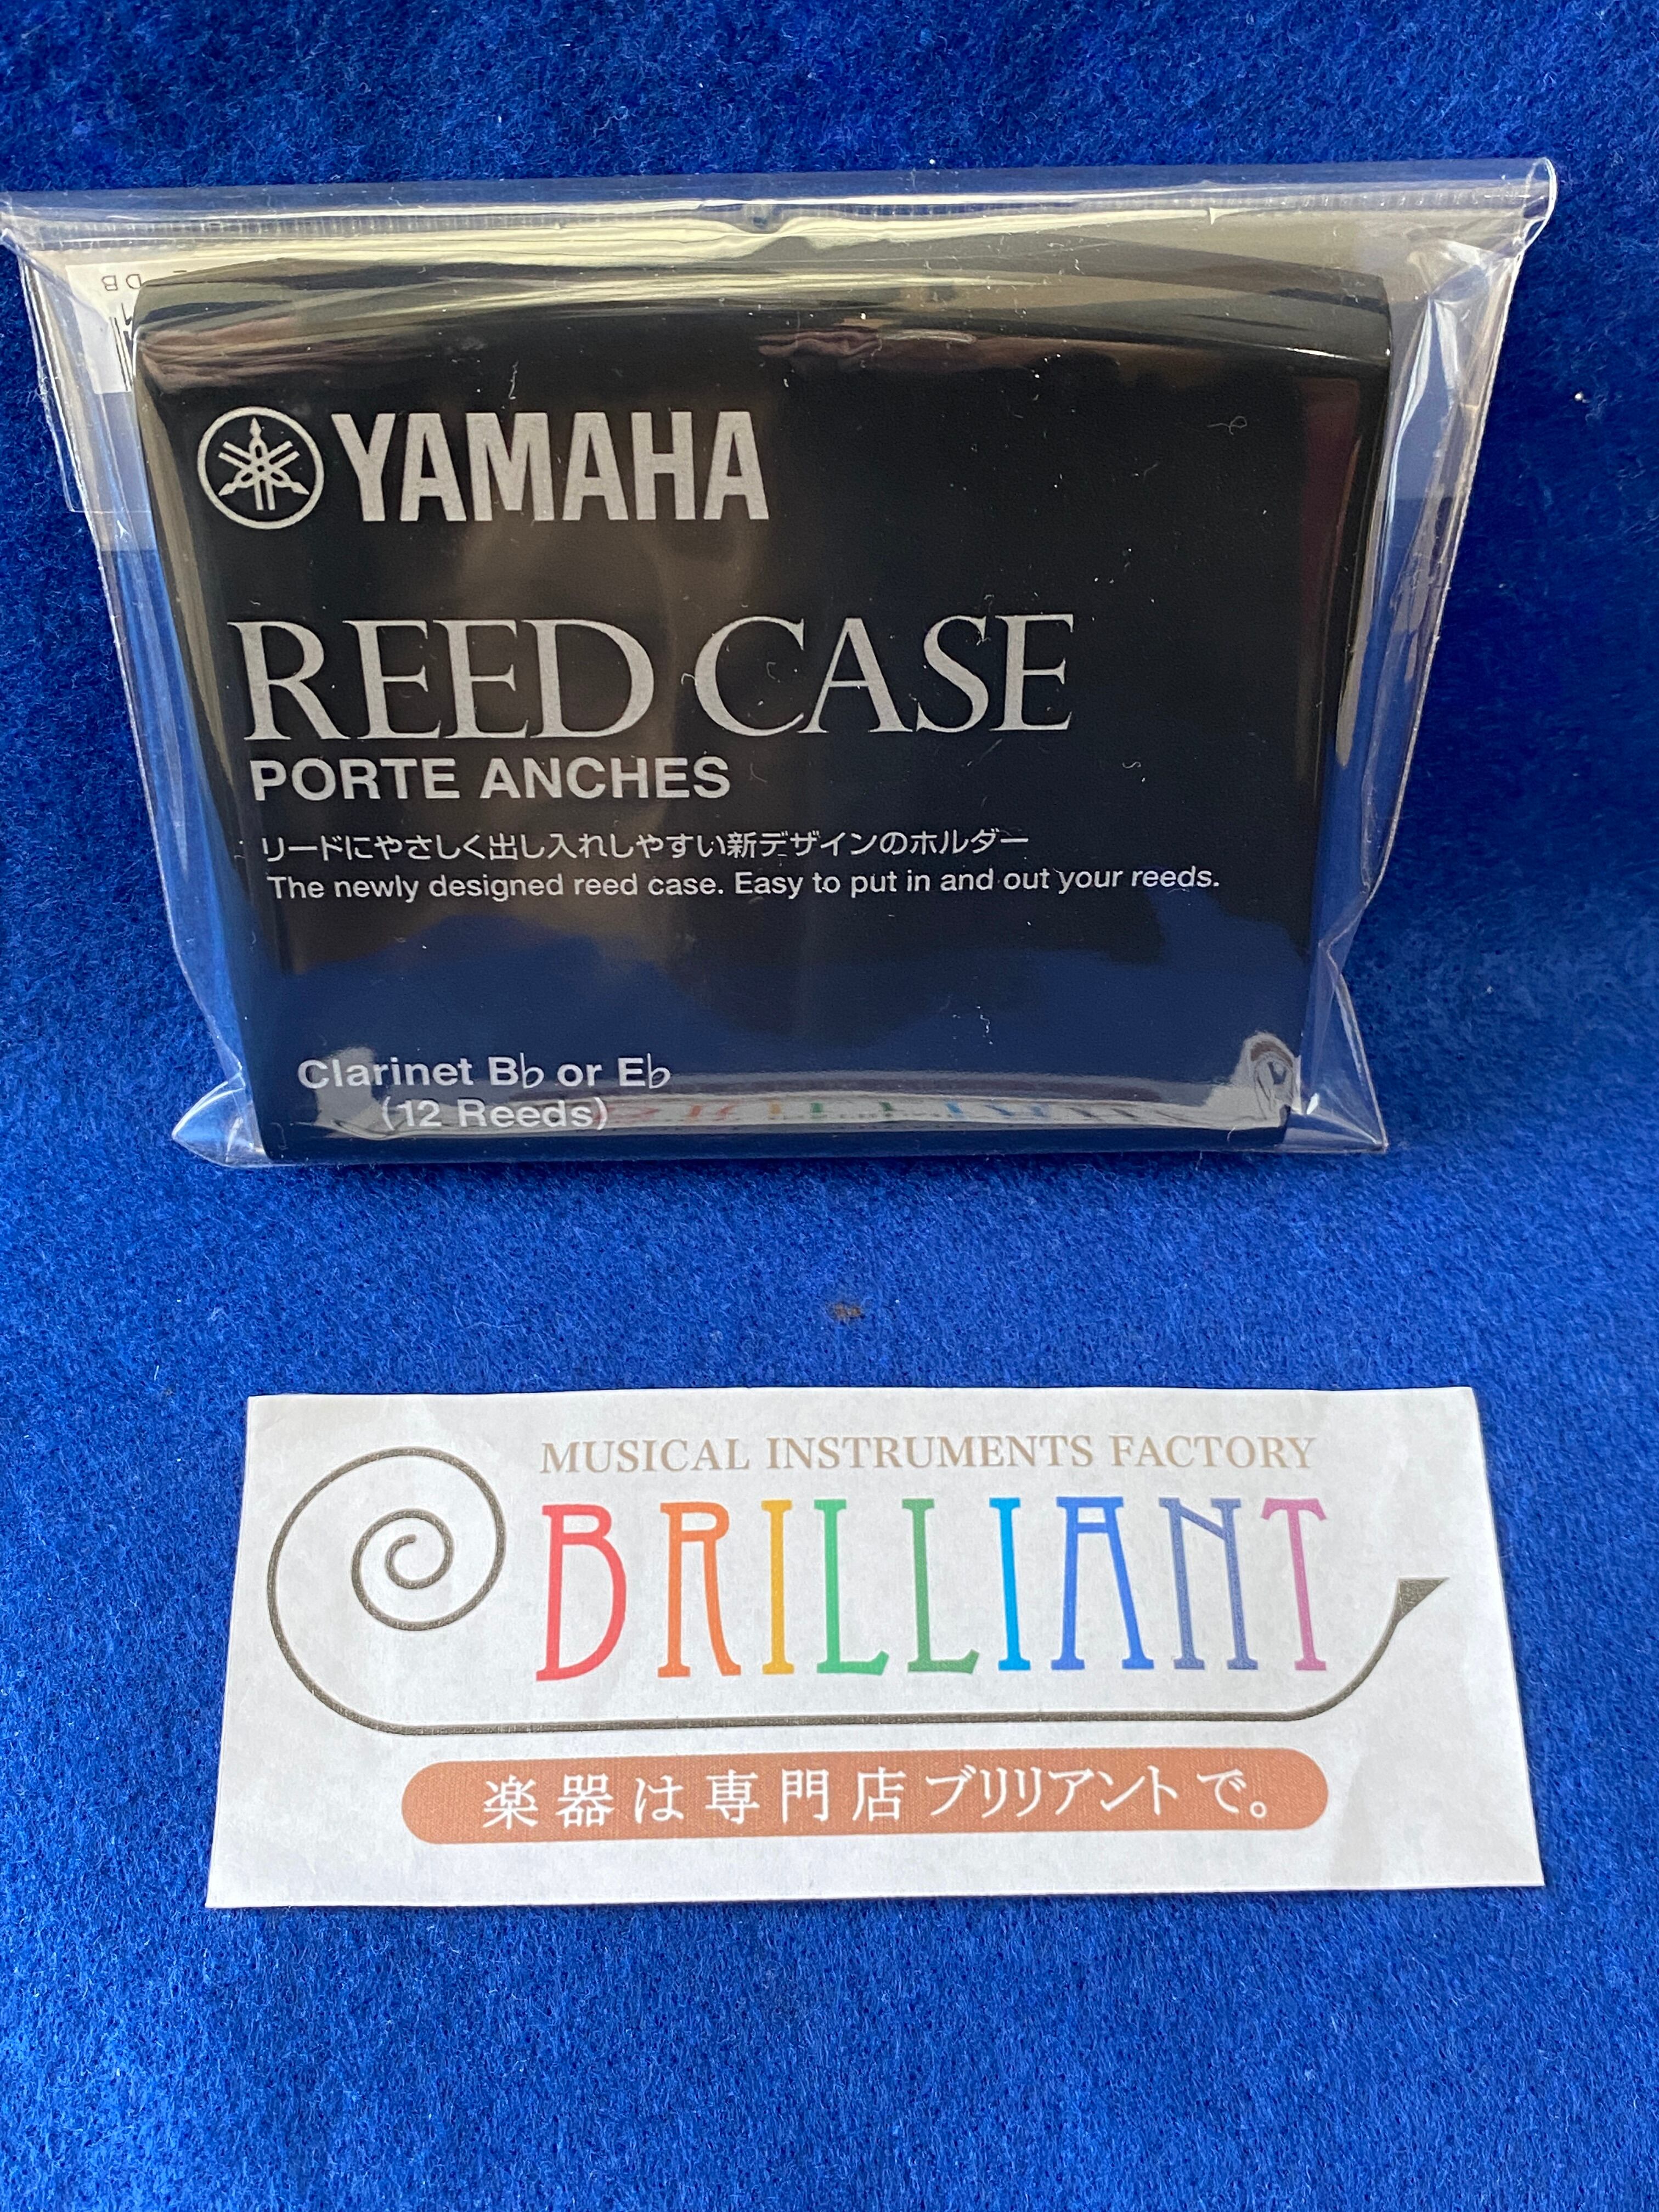 YAMAHA
REED CASE
PORTE ANCHES
リードにやさしく出し入れしやすい新デザインのホルダー
The newly designed reed case. Easy to put in and out your reeds.
Clarinet B♭ or E♭
(12 Reeds)
MUSICAL INSTRUMENTS FACTORY
BRILLIANT
楽器は専門店ブリリアントで。